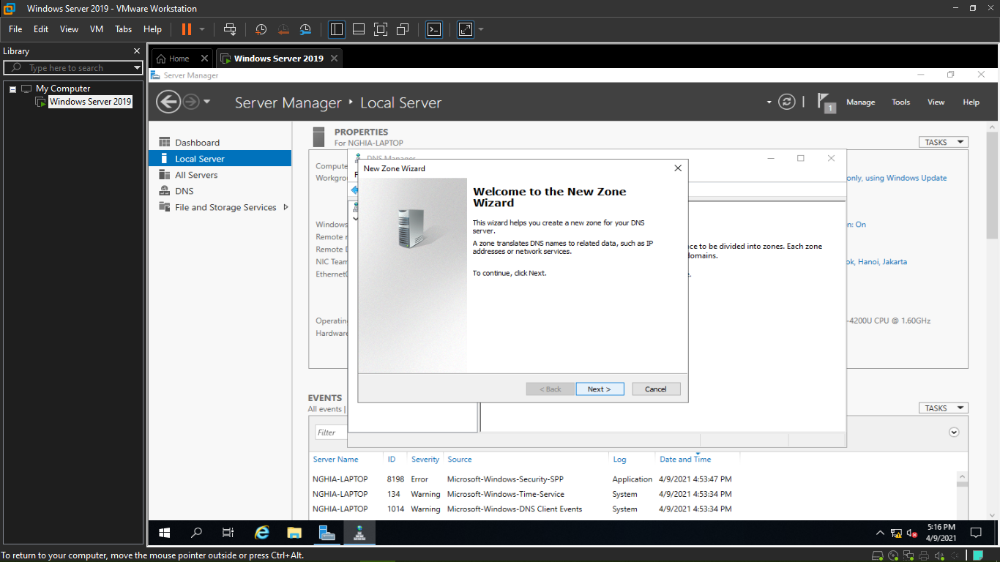 Windows Server 2019 - VMware Workstation
File Edit View VM Tabs Help
Library
Type here to search
My Computer
Windows Server 2019
Home
Windows Server 2019
Server Manager
Server Manager Local Server
1
Manage Tools View Help
Dashboard
Local Server
All Servers
DNS
File and Storage Services
PROPERTIES
For NGHIA-LAPTOP
TASKS
Compute
Workgro
only, using Windows Update
Windows
n: On
Remote
Remote D
NIC Team
ok, Hanoi, Jakarta
Ethernet
Operatin
-4200U CPU @ 1.60GHz
Hardware
DNS Manager
F
ce to be divided into zones. Each zone
domains.
New Zone Wizard
Welcome to the New Zone
Wizard
This wizard helps you create a new zone for your DNS
server.
A zone translates DNS names to related data, such as IP
addresses or network services.
To continue, click Next.
< Back Next > Cancel
EVENTS
All events |
TASKS
Filter
Server Name ID Severity Source Log Date and Time
NGHIA-LAPTOP 8198 Error Microsoft-Windows-Security-SPP Application 4/9/2021 4:53:47 PM
NGHIA-LAPTOP 134 Warning Microsoft-Windows-Time-Service System 4/9/2021 4:53:34 PM
NGHIA-LAPTOP 1014 Warning Microsoft-Windows-DNS Client Events System 4/9/2021 4:53:34 PM
5:16 PM
4/9/2021
To return to your computer, move the mouse pointer outside or press Ctrl+Alt.